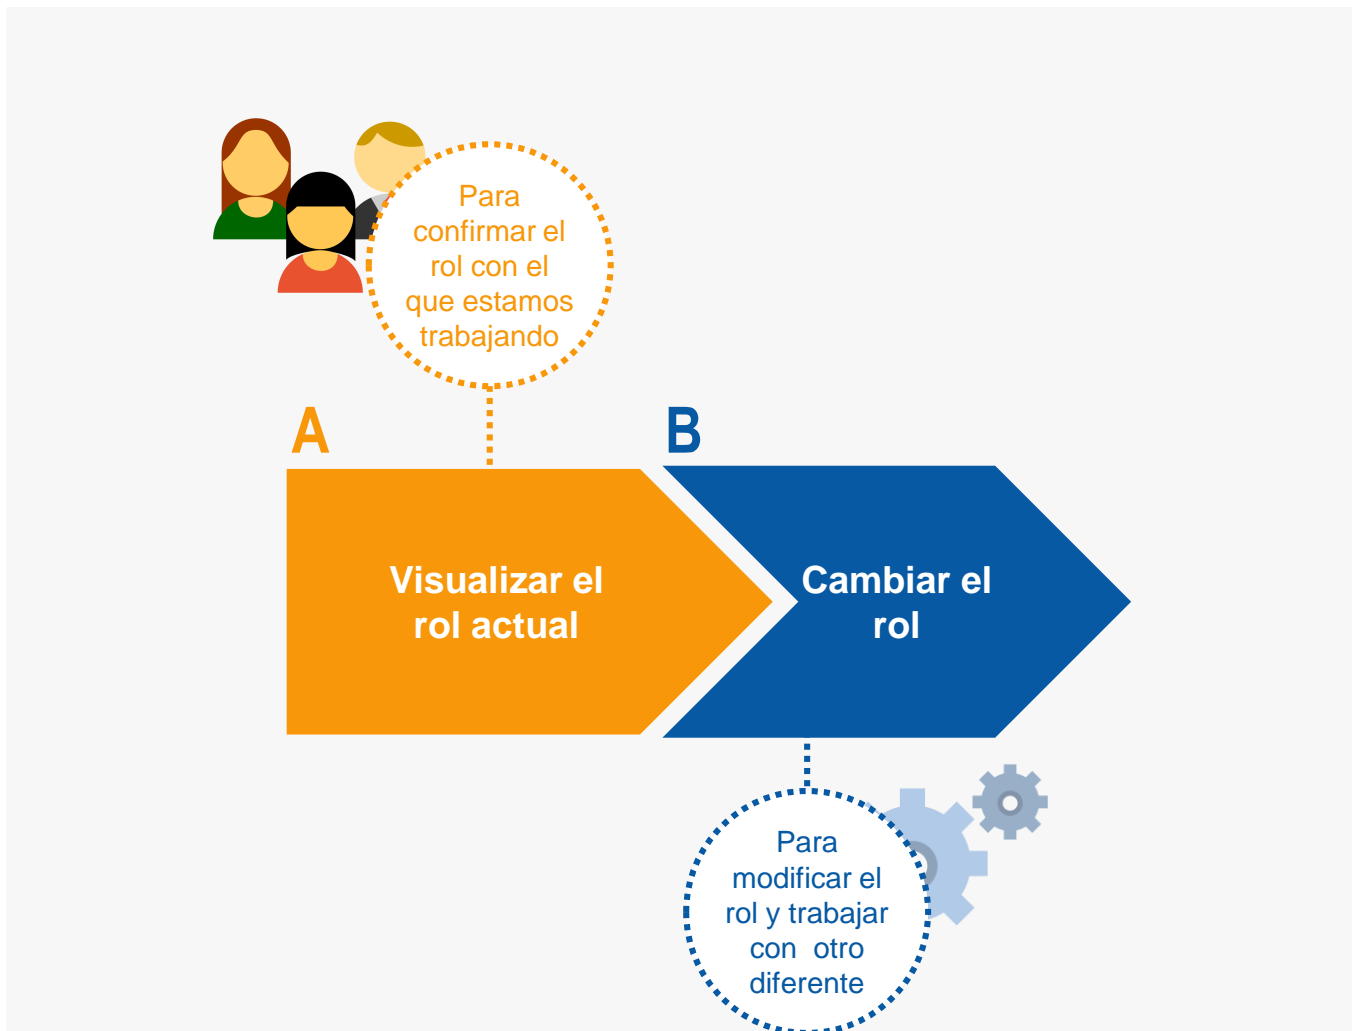 Para
confirmar el
rol con el
que estamos
trabajando
A
B
Visualizar el
rol actual
Cambiar el
rol
Para
modificar el
rol y trabajar
con  otro
diferente